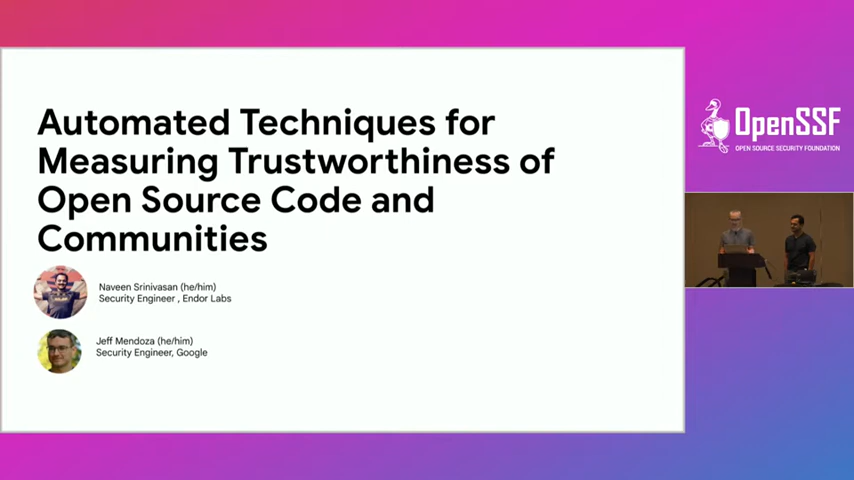 Automated Techniques for
Measuring Trustworthiness of
Open Source Code and
Communities
Naveen Srinivasan (he/him)
Security Engineer , Endor Labs
Jeff Mendoza (he/him)
Security Engineer, Google
OpenSSF
OPEN SOURCE SECURITY FOUNDATION